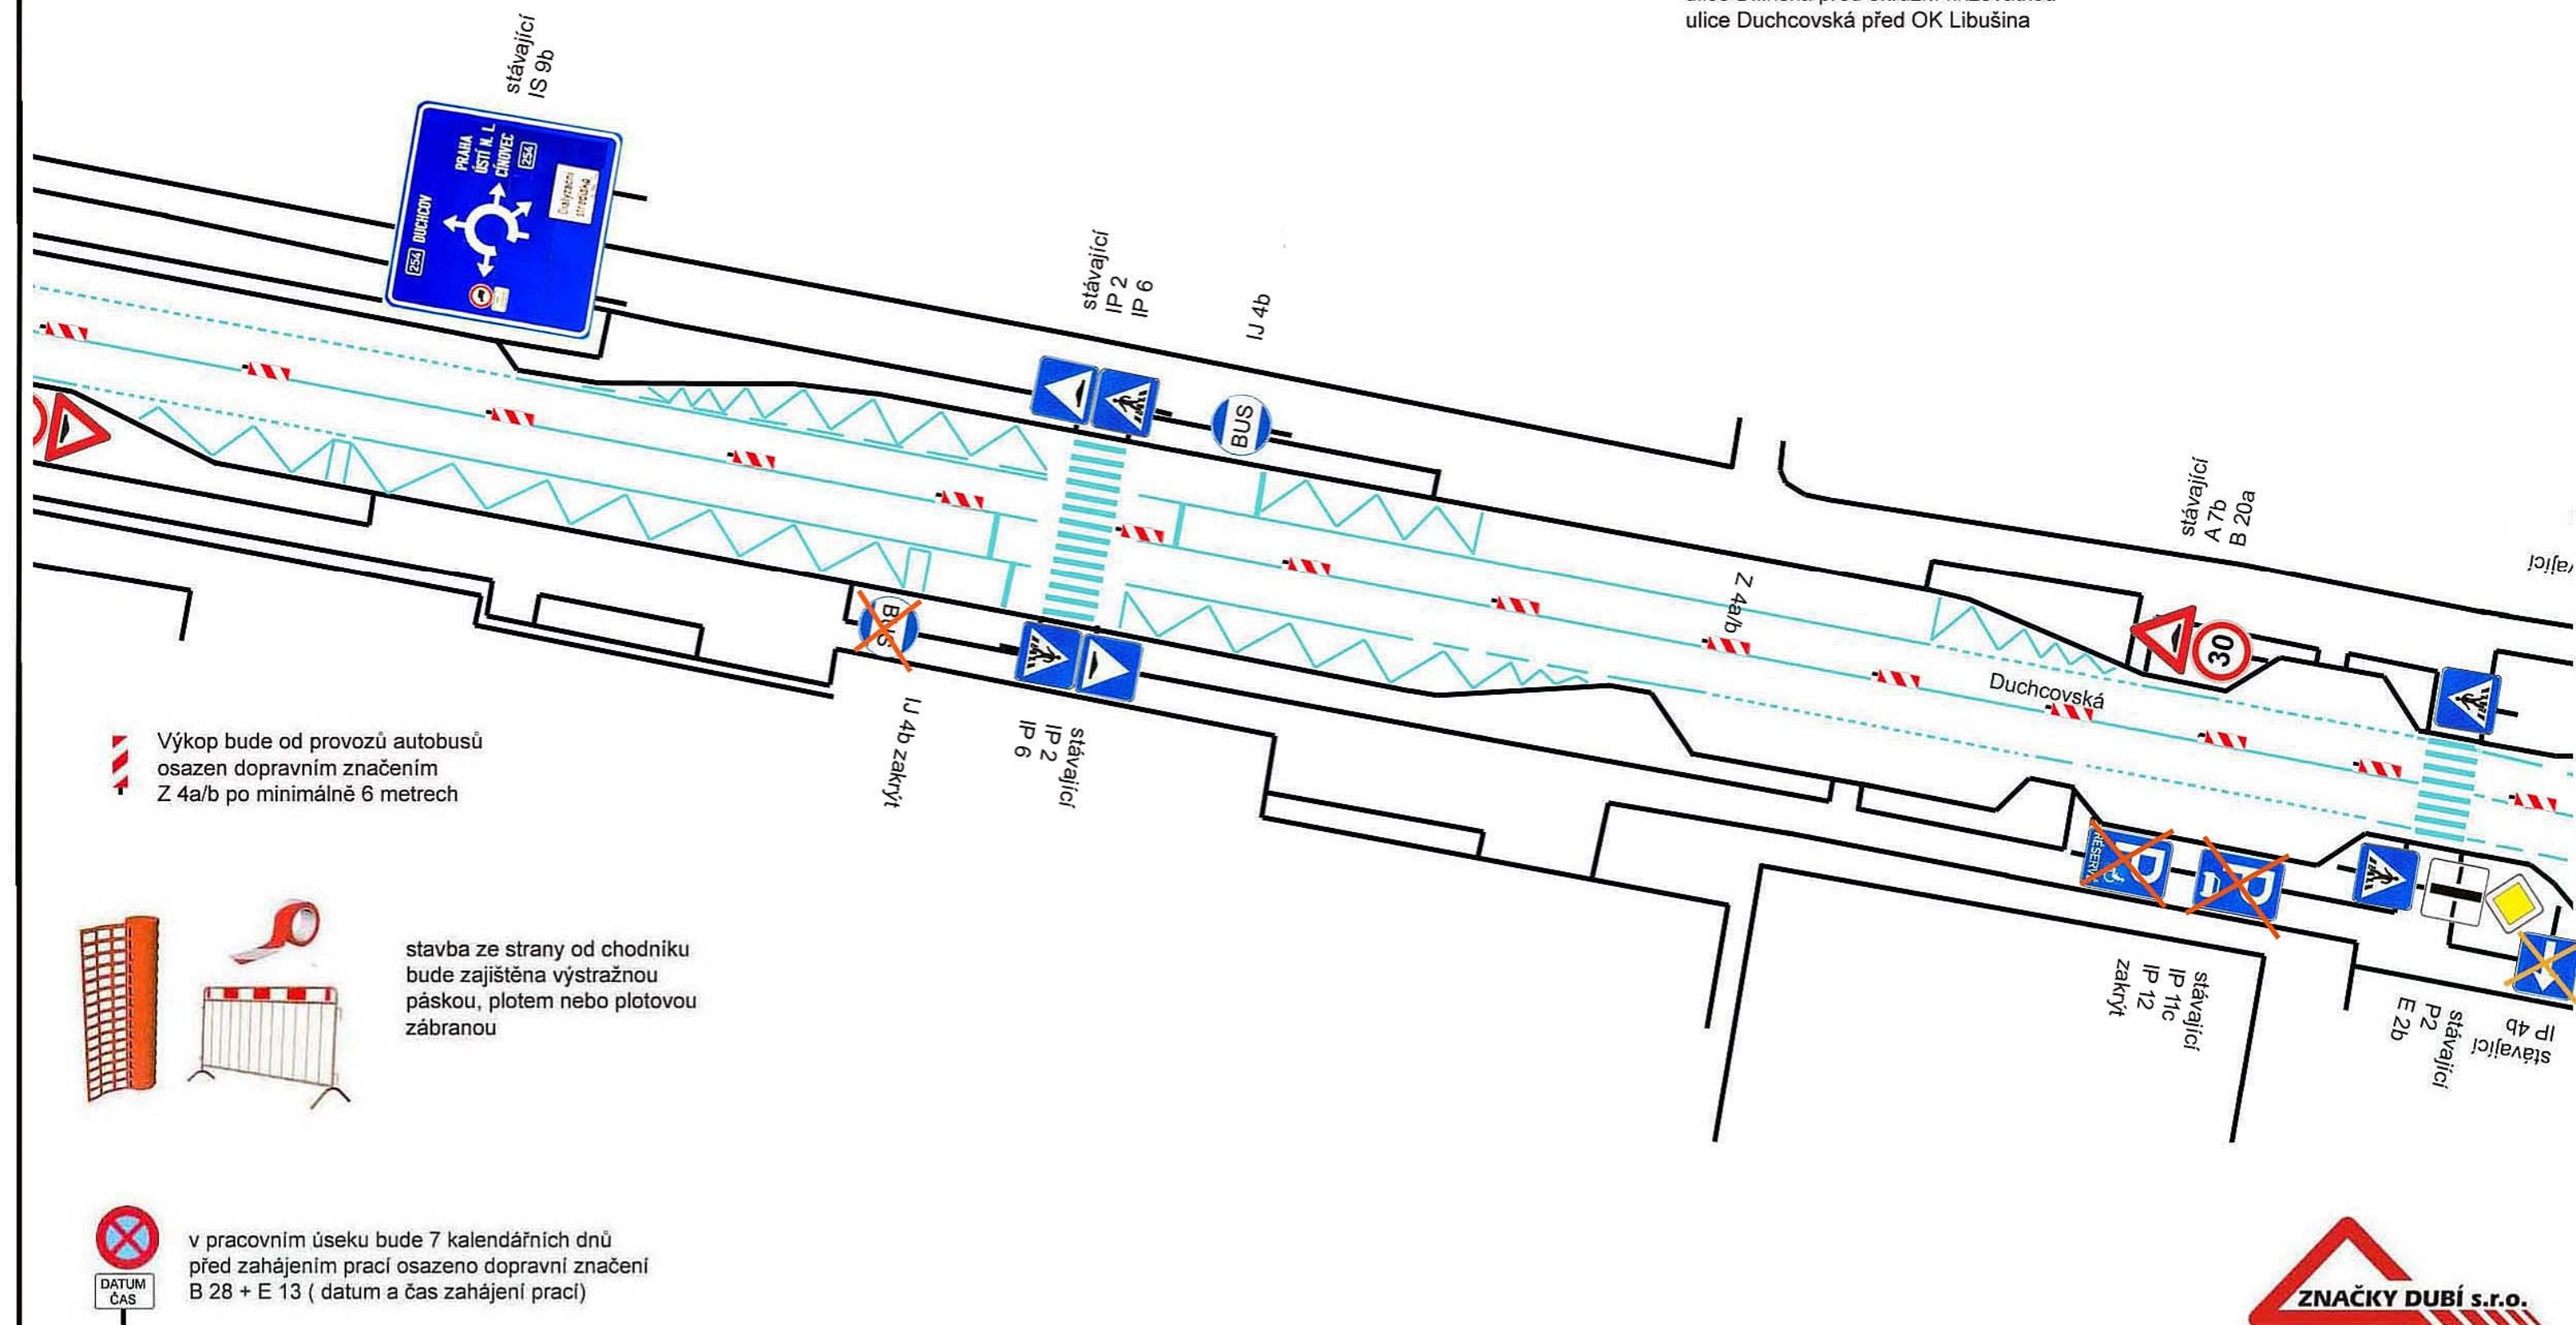 ulice Duchcovská před OK Libušina
stávající
IS 9b
PRAHA
ÚSTÍ N. L.
CÍNOVEC
254
254 DUCHCOV
Dialyzační
středisko
stávající
IP 2
IP 6
IJ 4b
BUS
stávající
A 7b
B 20a
30
Z 4a/b
Duchcovská
BUS
IJ 4b zakrýt
stávající
IP 2
IP 6
RÉSERVÉ
P
P
stávající
IP 11c
IP 12
zakrýt
stávající
P2
E 2b
stávající
IP 4b
Výkop bude od provozů autobusů
osazen dopravním značením
Z 4a/b po minimálně 6 metrech
stavba ze strany od chodníku
bude zajištěna výstražnou
páskou, plotem nebo plotovou
zábranou
v pracovním úseku bude 7 kalendářních dnů
před zahájením prací osazeno dopravní značení
B 28 + E 13 ( datum a čas zahájení prací)
DATUM
ČAS
ZNAČKY DUBÍ s.r.o.